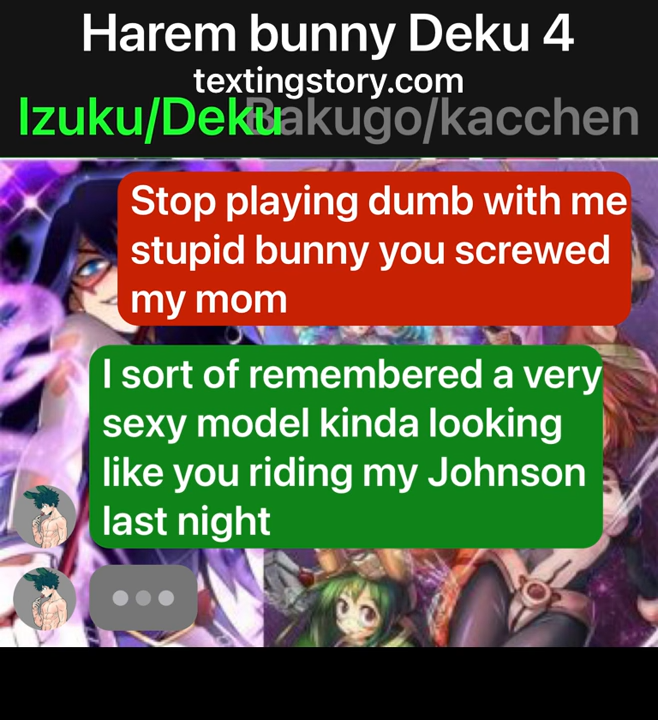 Harem bunny Deku 4
textingstory.com
Izuku/Deku Bakugo/kacchen
Stop playing dumb with me
stupid bunny you screwed
my mom
I sort of remembered a very
sexy model kinda looking
like you riding my Johnson
last night